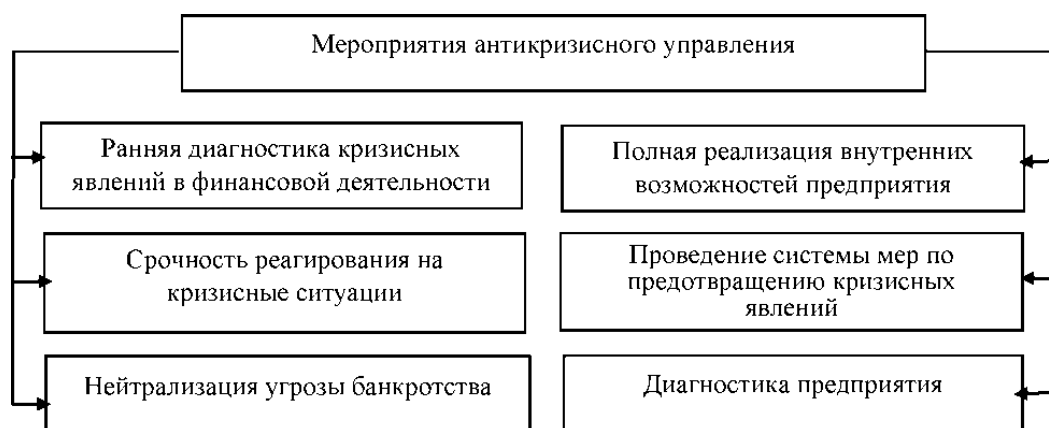 Мероприятия антикризисного управления
Ранняя диагностика кризисных
явлений в финансовой деятельности
Полная реализация внутренних
возможностей предприятия
Срочность реагирования на
кризисные ситуации
Проведение системы мер по
предотвращению кризисных
явлений
Нейтрализация угрозы банкротства
Диагностика предприятия